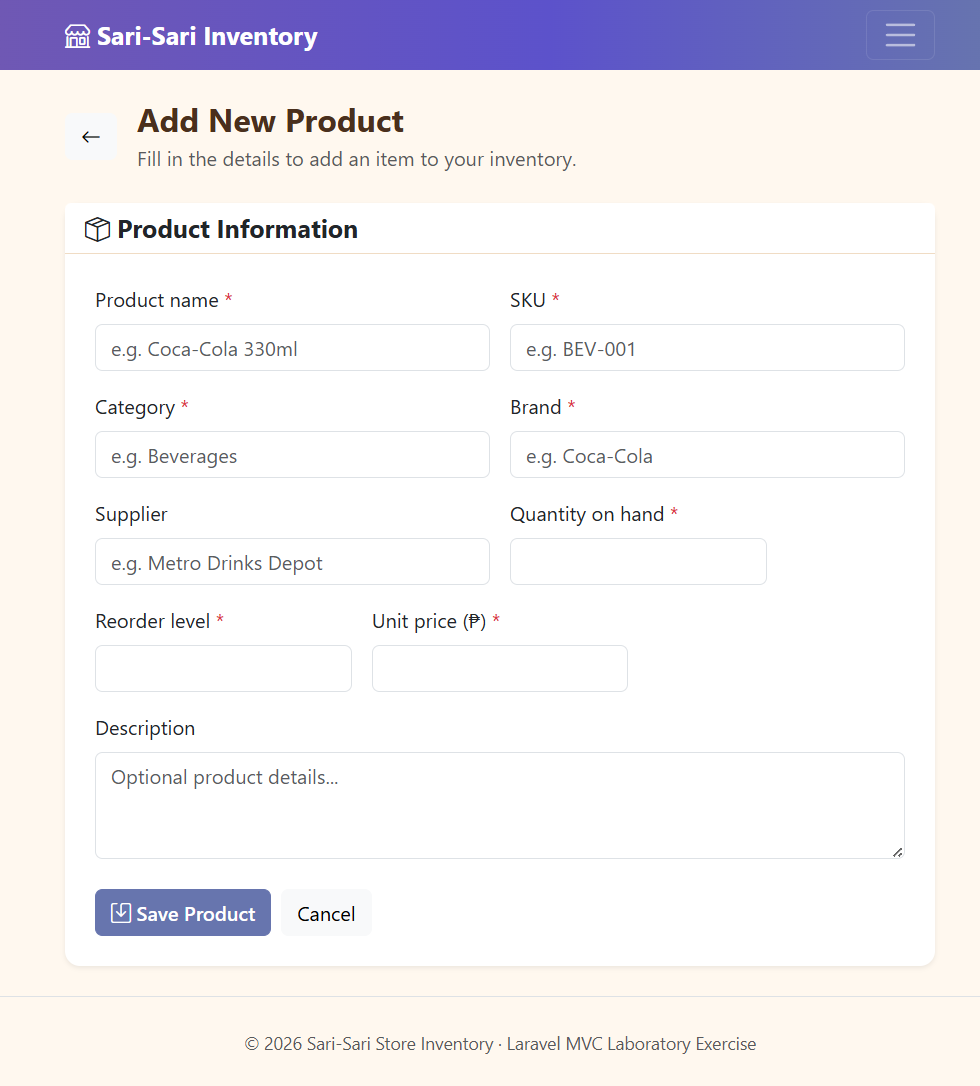 Sari-Sari Inventory
Add New Product
Fill in the details to add an item to your inventory.
Product Information
Product name * SKU *
e.g. Coca-Cola 330ml e.g. BEV-001
Category * Brand *
e.g. Beverages e.g. Coca-Cola
Supplier Quantity on hand *
e.g. Metro Drinks Depot
Reorder level * Unit price (₱) *
Description
Optional product details...
Save Product Cancel
© 2026 Sari-Sari Store Inventory · Laravel MVC Laboratory Exercise